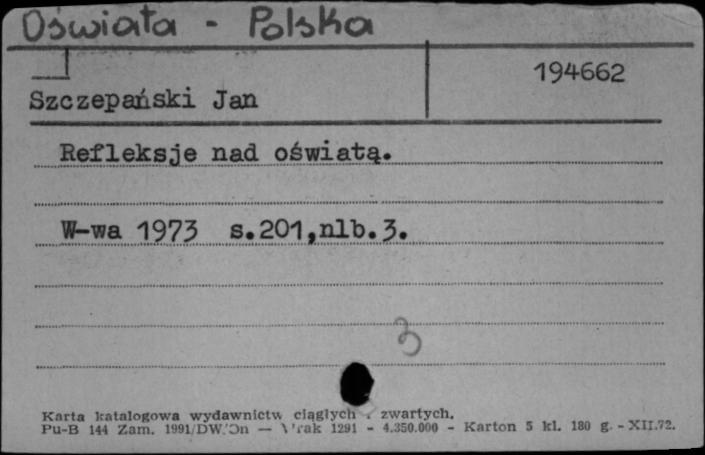 Oświata - Polska
194662
Szczepański Jan
Refleksje nad oświatą.
W-wa 1973 s.201,nlb.3.
3
Karta katalogowa wydawnictw ciągłych i zwartych.
Pu-B 144 Zam. 1991/DW/On — 1291 - 4.350.000 - Karton 5 kl. 180 g. - XII.72.